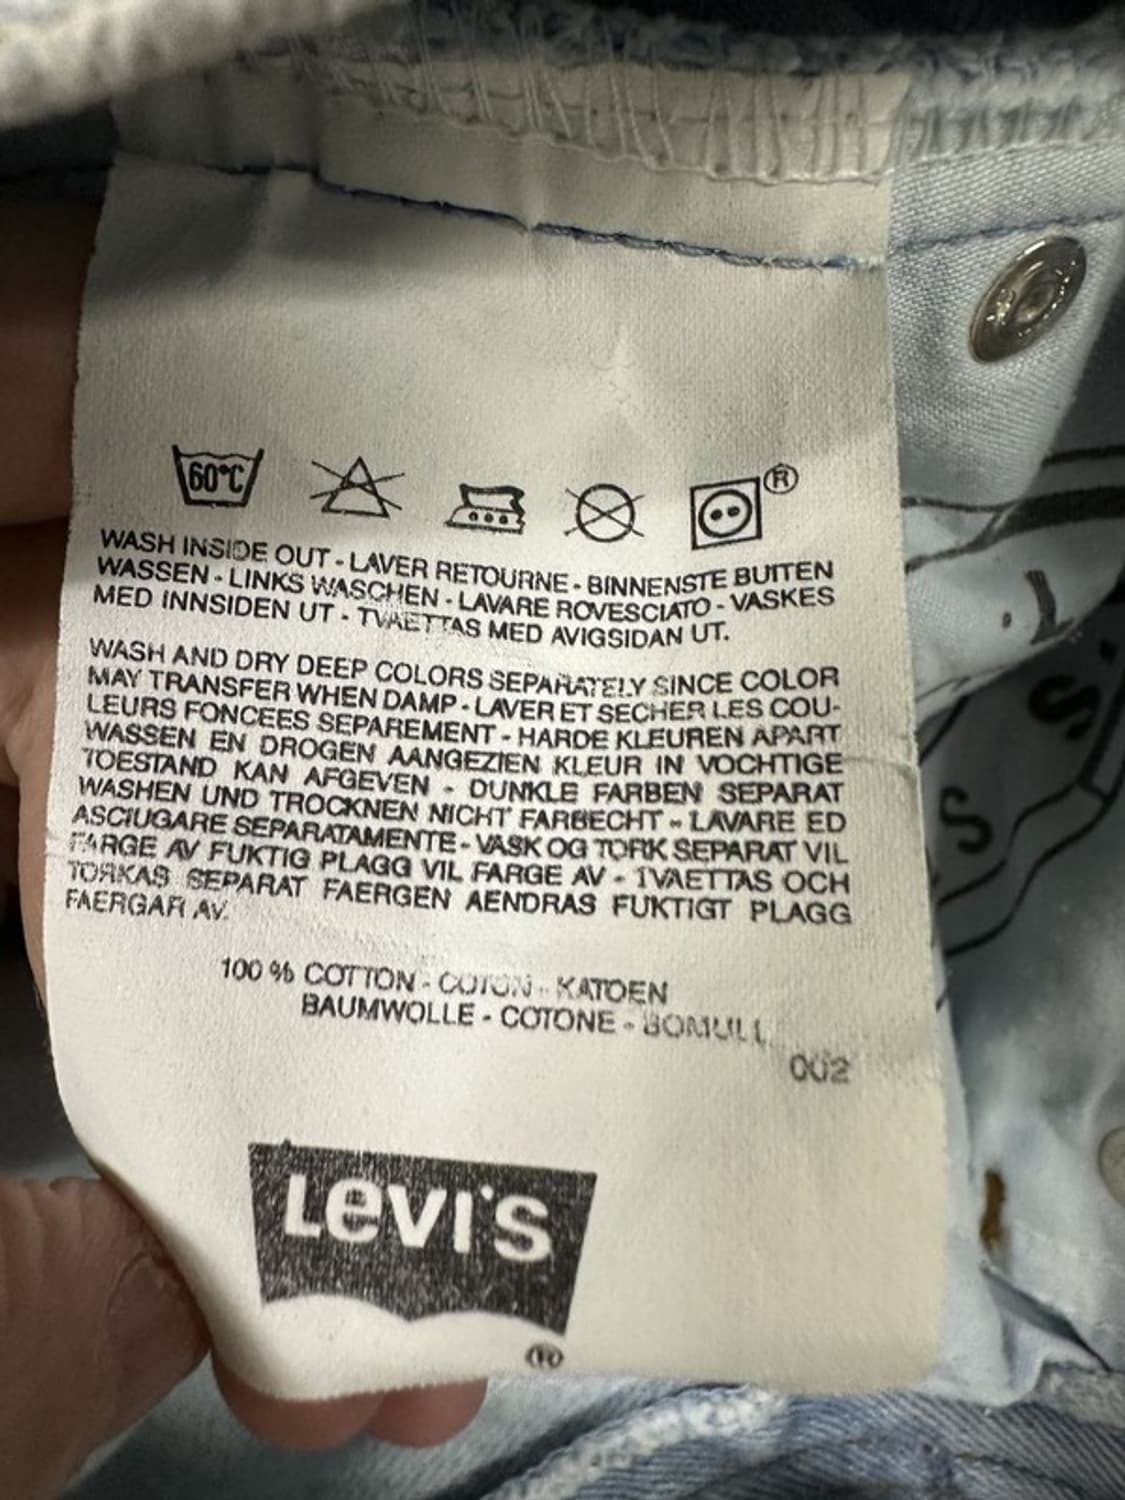 60°C
®
WASH INSIDE OUT - LAVER RETOURNE - BINNENSTE BUITEN
WASSEN - LINKS WASCHEN - LAVARE ROVESCIATO - VASKES
MED INNSIDEN UT - TVAETTAS MED AVIGSIDAN UT.
WASH AND DRY DEEP COLORS SEPARATELY SINCE COLOR
MAY TRANSFER WHEN DAMP - LAVER ET SECHER LES COU-
LEURS FONCEES SEPAREMENT - HARDE KLEUREN APART
WASSEN EN DROGEN AANGEZIEN KLEUR IN VOCHTIGE
TOESTAND KAN AFGEVEN - DUNKLE FARBEN SEPARAT
WASHEN UND TROCKNEN NICHT FARBECHT - LAVARE ED
ASCIUGARE SEPARATAMENTE - VASK OG TORK SEPARAT VIL
FARGE AV FUKTIG PLAGG VIL FARGE AV - TVAETTAS OCH
TORKAS SEPARAT FAERGEN AENDRAS FUKTIGT PLAGG
FAERGAR AV.
100 % COTTON - COTON - KATOEN
BAUMWOLLE - COTONE - BOMULL
002
LEVI'S
®